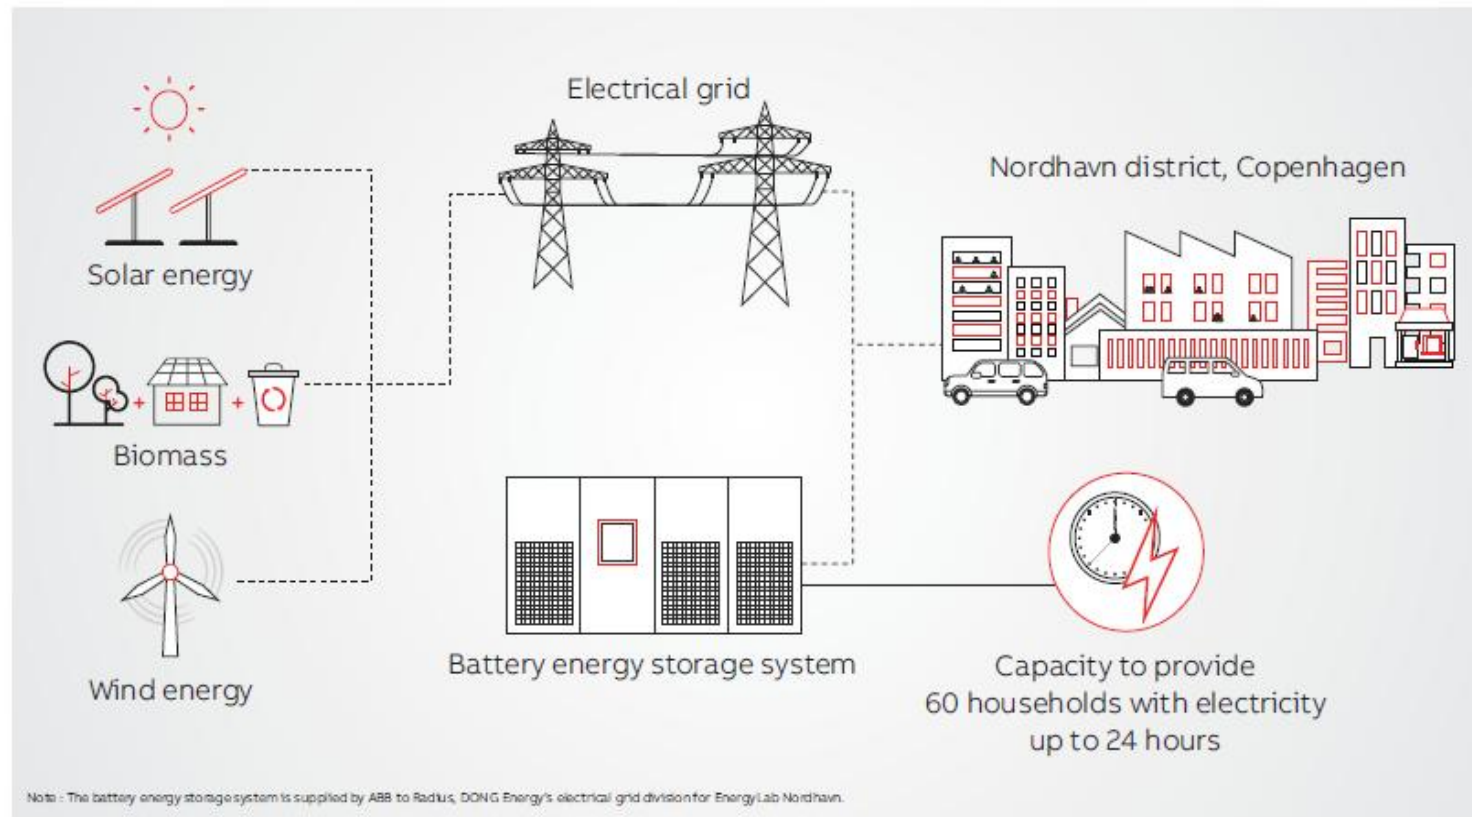 Electrical grid
Nordhavn district, Copenhagen
Solar energy
Biomass
Wind energy
Battery energy storage system
Capacity to provide
60 households with electricity
up to 24 hours
Note : The battery energy storage system is supplied by ABB to Radius, DONG Energy's electrical grid division for EnergyLab Nordhavn.